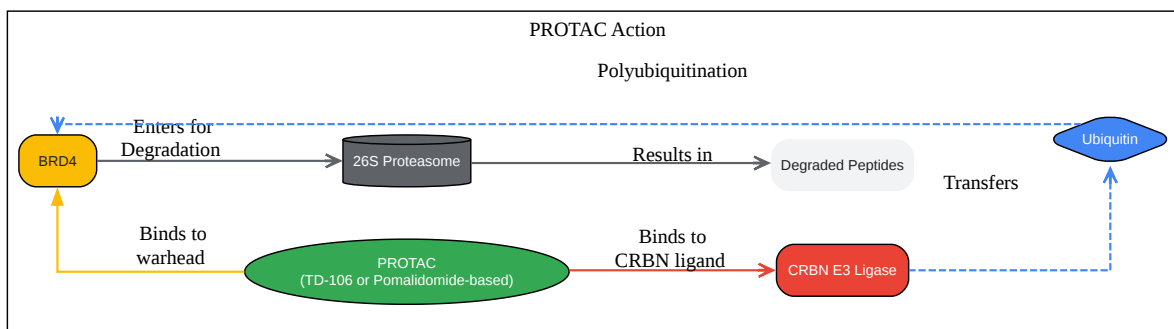 PROTAC Action
Polyubiquitination
Enters for
Degradation
BRD4
26S Proteasome
Results in
Degraded Peptides
Ubiquitin
Transfers
Binds to
warhead
PROTAC
(TD-106 or Pomalidomide-based)
Binds to
CRBN ligand
CRBN E3 Ligase